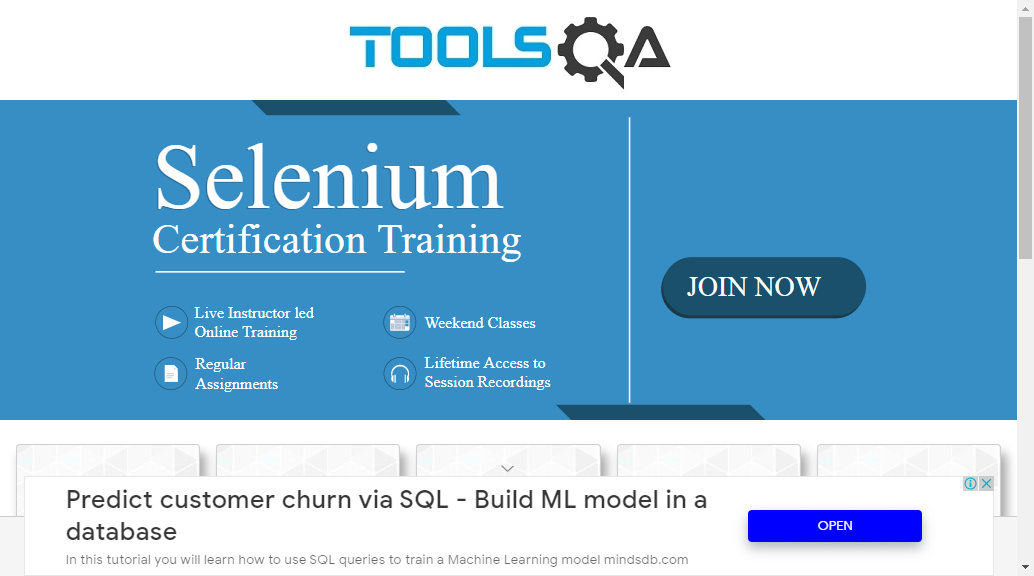 TOOLSQA
Selenium
Certification Training
Live Instructor led
Online Training
Weekend Classes
Regular
Assignments
Lifetime Access to
Session Recordings
JOIN NOW
Predict customer churn via SQL - Build ML model in a
database
In this tutorial you will learn how to use SQL queries to train a Machine Learning model mindsdb.com
OPEN